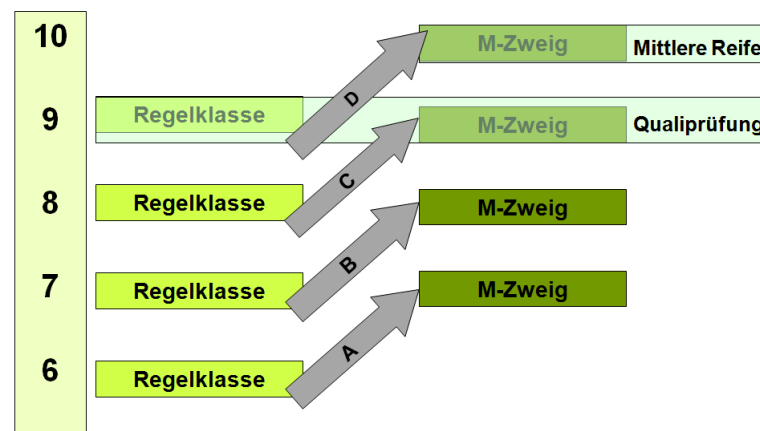 10
M-Zweig
Mittlere Reife
D
9
Regelklasse
M-Zweig
Qualiprüfung
C
8
Regelklasse
M-Zweig
B
7
Regelklasse
M-Zweig
A
6
Regelklasse